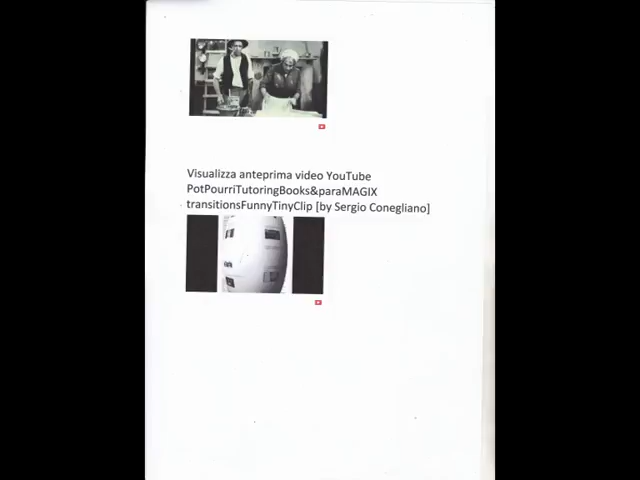 Visualizza anteprima video YouTube
PotPourriTutoringBooks&paraMAGIX
transitionsFunnyTinyClip [by Sergio Conegliano]